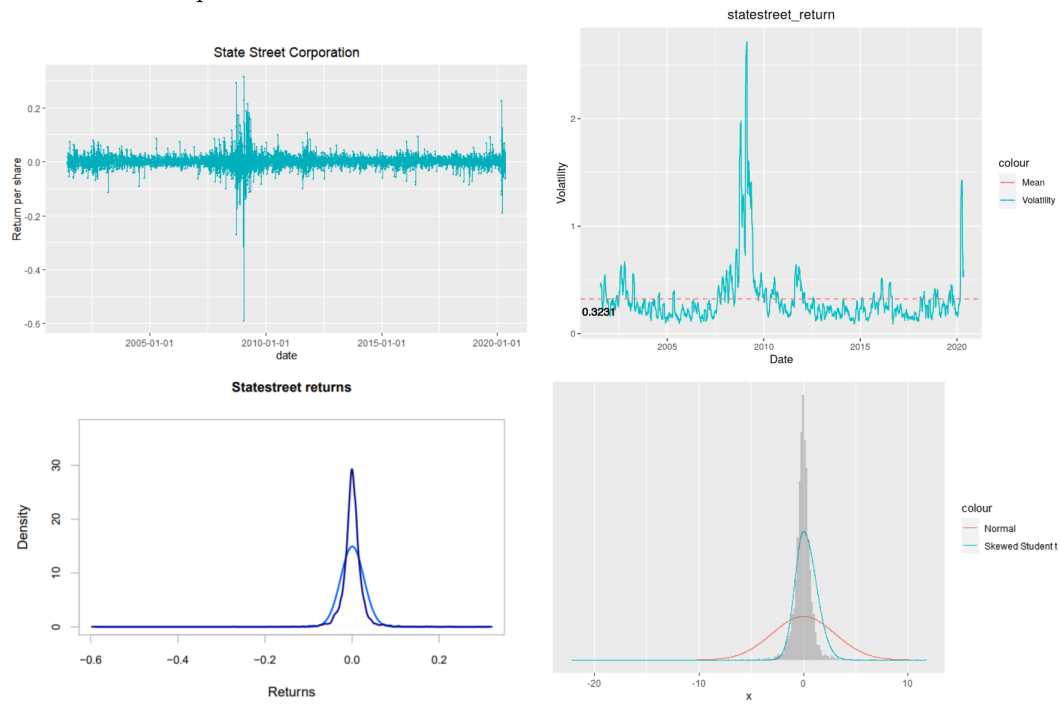 State Street Corporation
Return per share
0.2
0.0
-0.2
-0.4
-0.6
2005-01-01
2010-01-01
2015-01-01
2020-01-01
date
statestreet_return
Volatility
2
1
0
0.3231
2005
2010
2015
2020
Date
colour
Mean
Volatility
Statestreet returns
Density
30
20
10
0
−0.6
−0.4
−0.2
0.0
0.2
Returns
-20
-10
0
10
x
colour
Normal
Skewed Student t